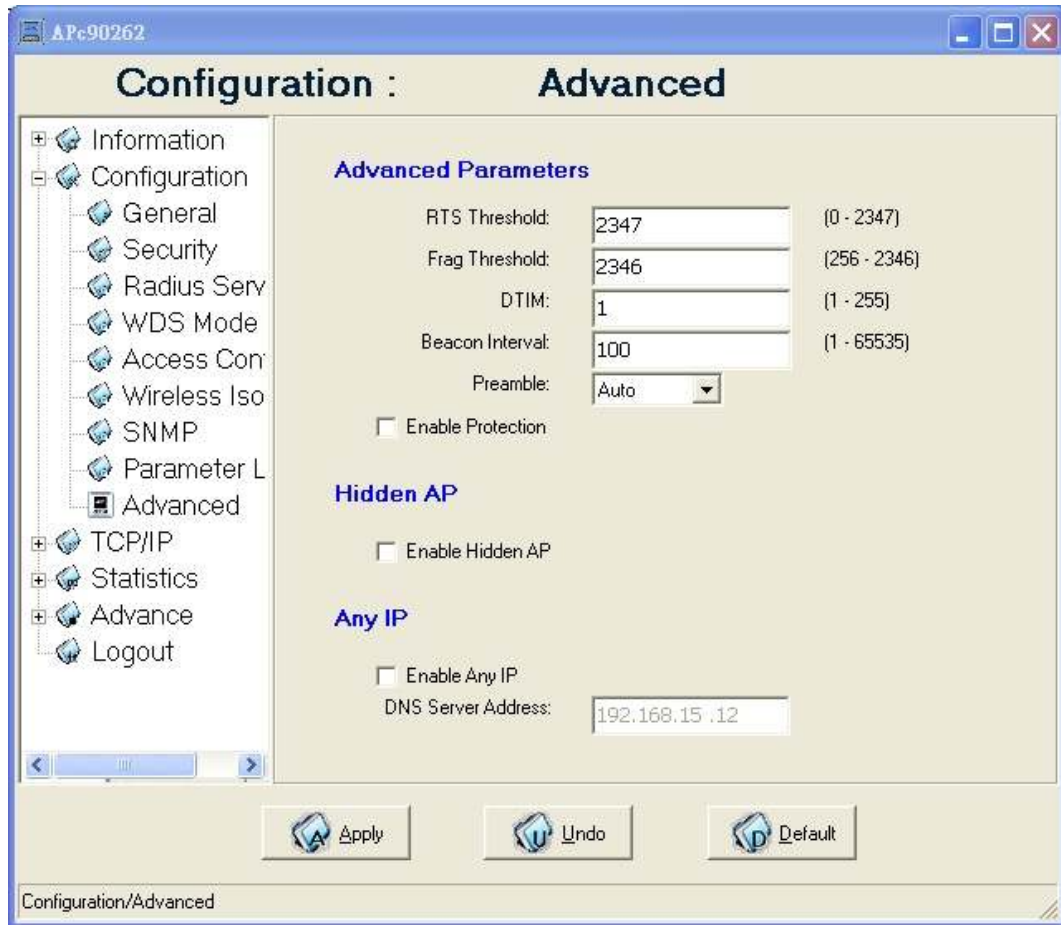 APc90262
Configuration : Advanced
Information
Configuration
General
Security
Radius Serv
WDS Mode
Access Con
Wireless Iso
SNMP
Parameter L
Advanced
TCP/IP
Statistics
Advance
Logout
Advanced Parameters
RTS Threshold: 2347 (0 - 2347)
Frag Threshold: 2346 (256 - 2346)
DTIM: 1 (1 - 255)
Beacon Interval: 100 (1 - 65535)
Preamble: Auto
Enable Protection
Hidden AP
Enable Hidden AP
Any IP
Enable Any IP
DNS Server Address: 192.168.15 .12
Apply Undo Default
Configuration/Advanced